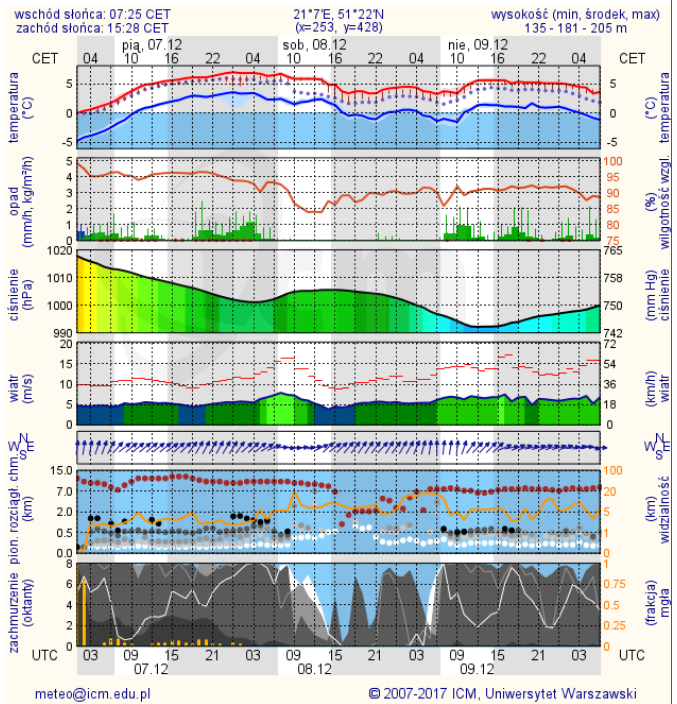 wschód słońca: 07:25 CET
zachód słońca: 15:28 CET
21°7'E, 51°22'N
(x=253, y=428)
wysokość (min, środek, max)
135 - 181 - 205 m
pią, 07.12 sob, 08.12 nie, 09.12
CET 04 10 16 22 04 10 16 22 04 10 16 22 04 CET
temperatura (°C)
5
0
-5
5
0
-5
temperatura (°C)
opad (mm/h, kg/m²/h)
5
4
3
2
1
0
100
95
90
85
80
75
(%) wilgotność wzgl.
ciśnienie (hPa)
1020
1010
1000
990
765
758
750
742
(mm Hg) ciśnienie
wiatr (m/s)
20
15
10
5
0
72
54
36
18
0
(km/h) wiatr
N
W E
S
N
W E
S
pion. rozciągł. chm. (km)
15.0
7.0
2.0
0.5
0.0
100
20
5
1
0
(km) widzialność
zachmurzenie (oktanty)
8
6
4
2
0
1
0.75
0.5
0.25
0
(frakcja) mgła
UTC 03 09 15 21 03 09 15 21 03 09 15 21 03 UTC
07.12 08.12 09.12
meteo@icm.edu.pl
© 2007-2017 ICM, Uniwersytet Warszawski